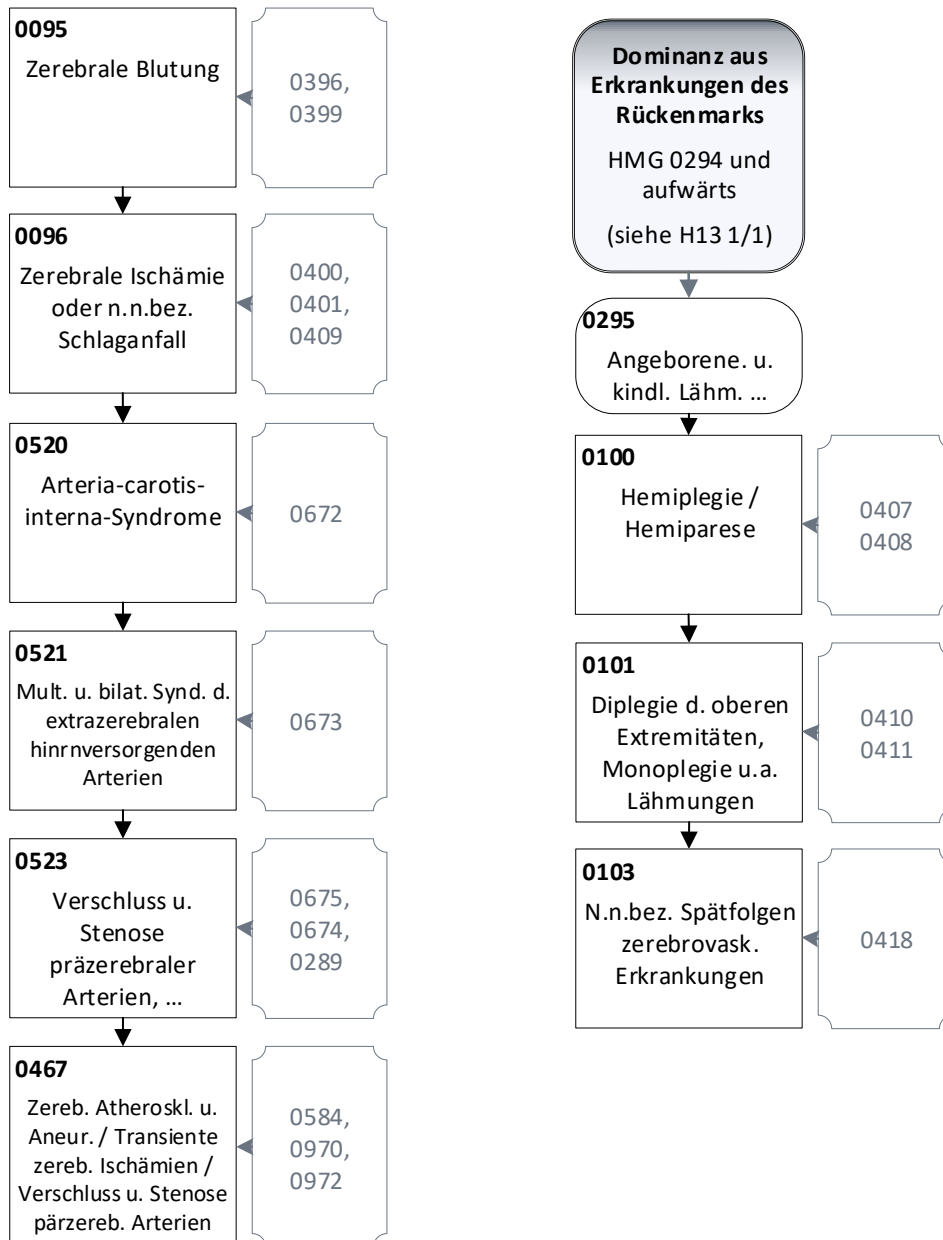 0095
Zerebrale Blutung
0396,
0399
0096
Zerebrale Ischämie
oder n.n.bez.
Schlaganfall
0400,
0401,
0409
0520
Arteria-carotis-
interna-Syndrome
0672
0521
Mult. u. bilat. Synd. d.
extrazerebralen
hinrnversorgenden
Arterien
0673
0523
Verschluss u.
Stenose
präzerebraler
Arterien, ...
0675,
0674,
0289
0467
Zereb. Atheroskl. u.
Aneur. / Transiente
zereb. Ischämien /
Verschluss u. Stenose
pärzereb. Arterien
0584,
0970,
0972
Dominanz aus
Erkrankungen des
Rückenmarks
HMG 0294 und
aufwärts
(siehe H13 1/1)
0295
Angeborene. u.
kindl. Lähm. ...
0100
Hemiplegie /
Hemiparese
0407
0408
0101
Diplegie d. oberen
Extremitäten,
Monoplegie u.a.
Lähmungen
0410
0411
0103
N.n.bez. Spätfolgen
zerebrovask.
Erkrankungen
0418